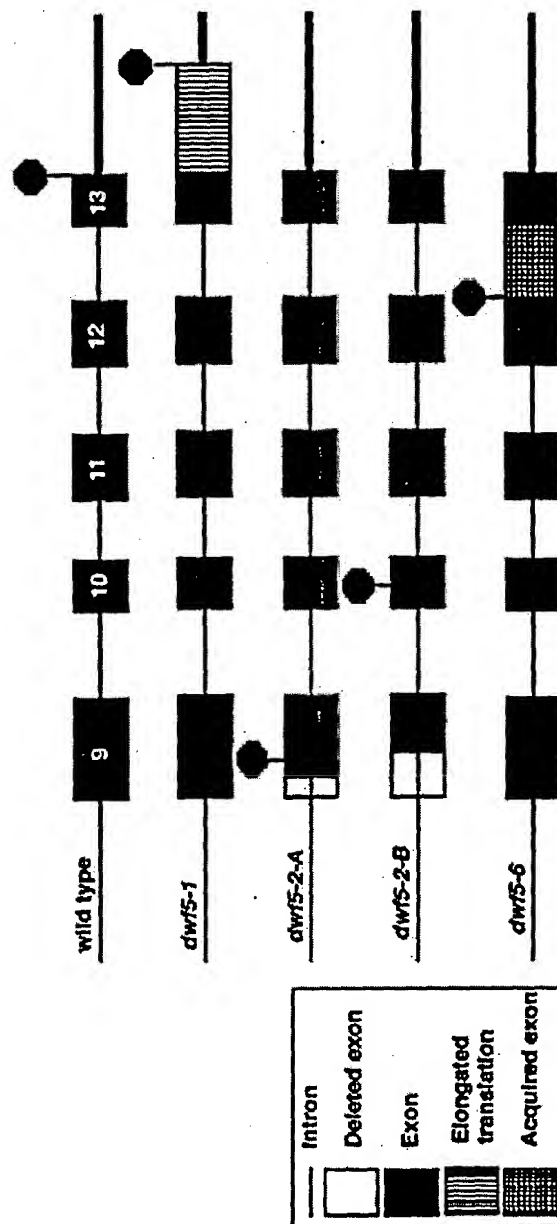 wild type
9
10
11
12
13
dwf5-1
dwf5-2-A
dwf5-2-B
dwf5-6
Intron
Deleted exon
Exon
Elongated
translation
Acquired exon